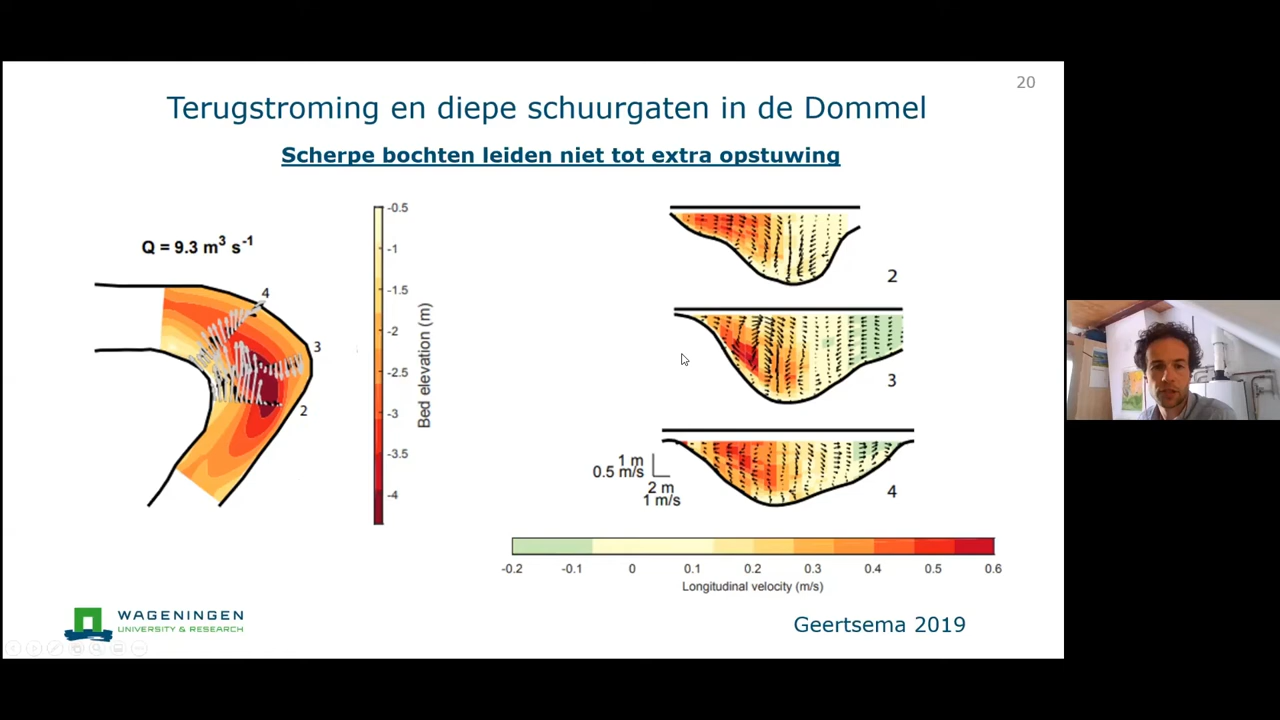 20
Terugstroming en diepe schuurgaten in de Dommel
Scherpe bochten leiden niet tot extra opstuwing
Q = 9.3 m³ s⁻¹
4
3
2
-0.5
-1
-1.5
-2
-2.5
-3
-3.5
-4
Bed elevation (m)
2
3
4
1 m
0.5 m/s
2 m
1 m/s
-0.2 -0.1 0 0.1 0.2 0.3 0.4 0.5 0.6
Longitudinal velocity (m/s)
WAGENINGEN
UNIVERSITY & RESEARCH
Geertsema 2019